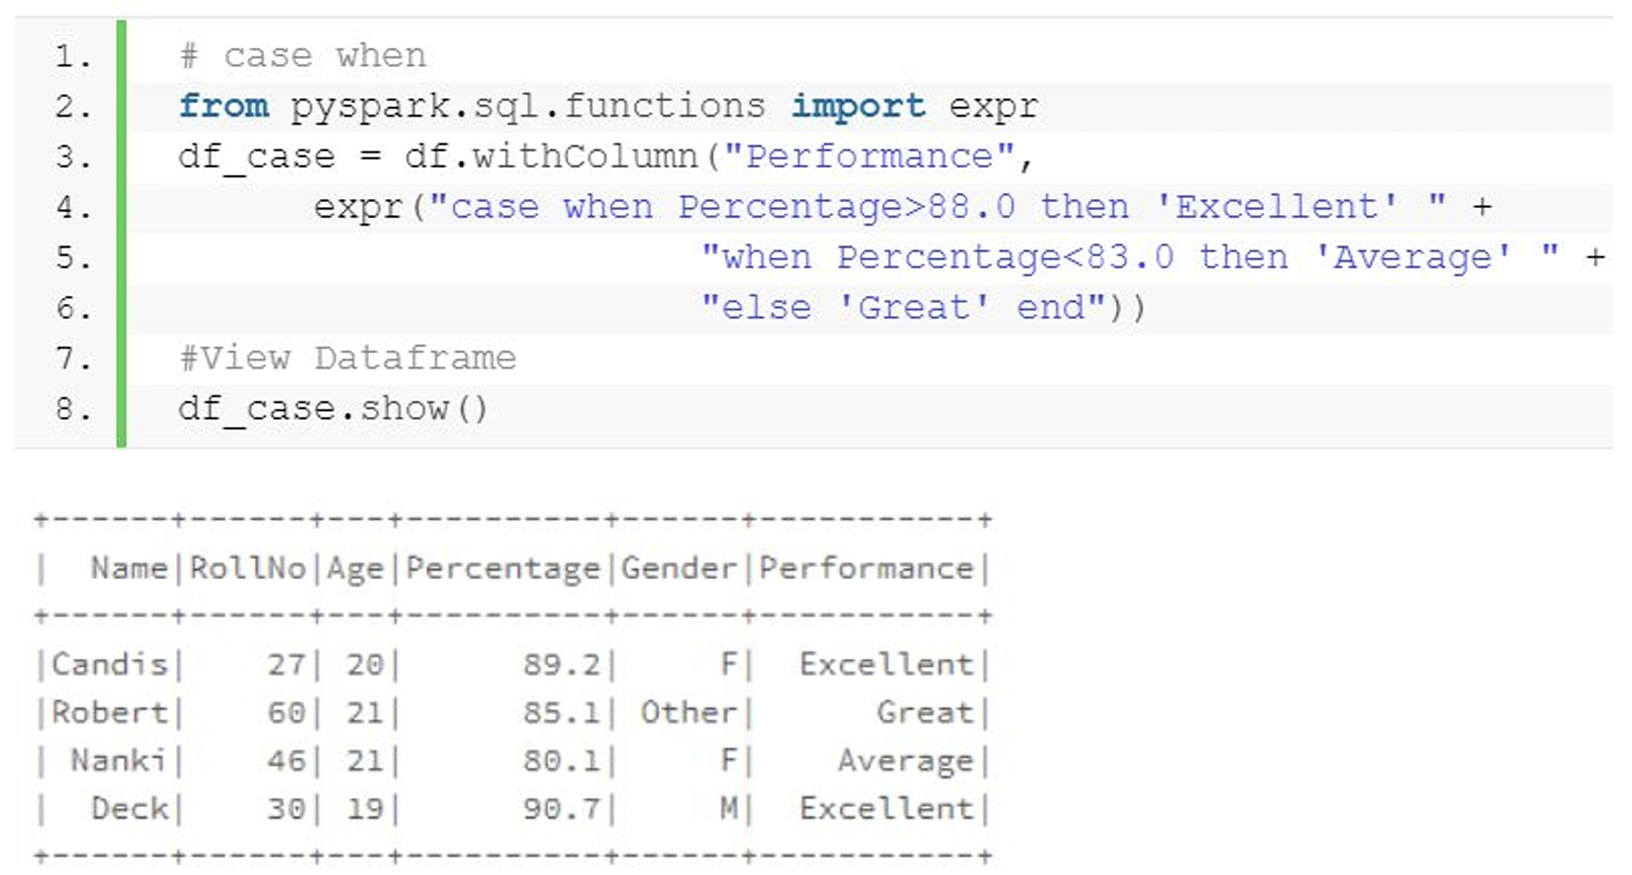 1. # case when
2. from pyspark.sql.functions import expr
3. df_case = df.withColumn("Performance",
4. expr("case when Percentage>88.0 then 'Excellent' " +
5. "when Percentage<83.0 then 'Average' " +
6. "else 'Great' end"))
7. #View Dataframe
8. df_case.show()
+------+------+---+----------+------+-----------+
|  Name|RollNo|Age|Percentage|Gender|Performance|
+------+------+---+----------+------+-----------+
|Candis|    27| 20|      89.2|     F|  Excellent|
|Robert|    60| 21|      85.1| Other|      Great|
| Nanki|    46| 21|      80.1|     F|    Average|
|  Deck|    30| 19|      90.7|     M|  Excellent|
+------+------+---+----------+------+-----------+